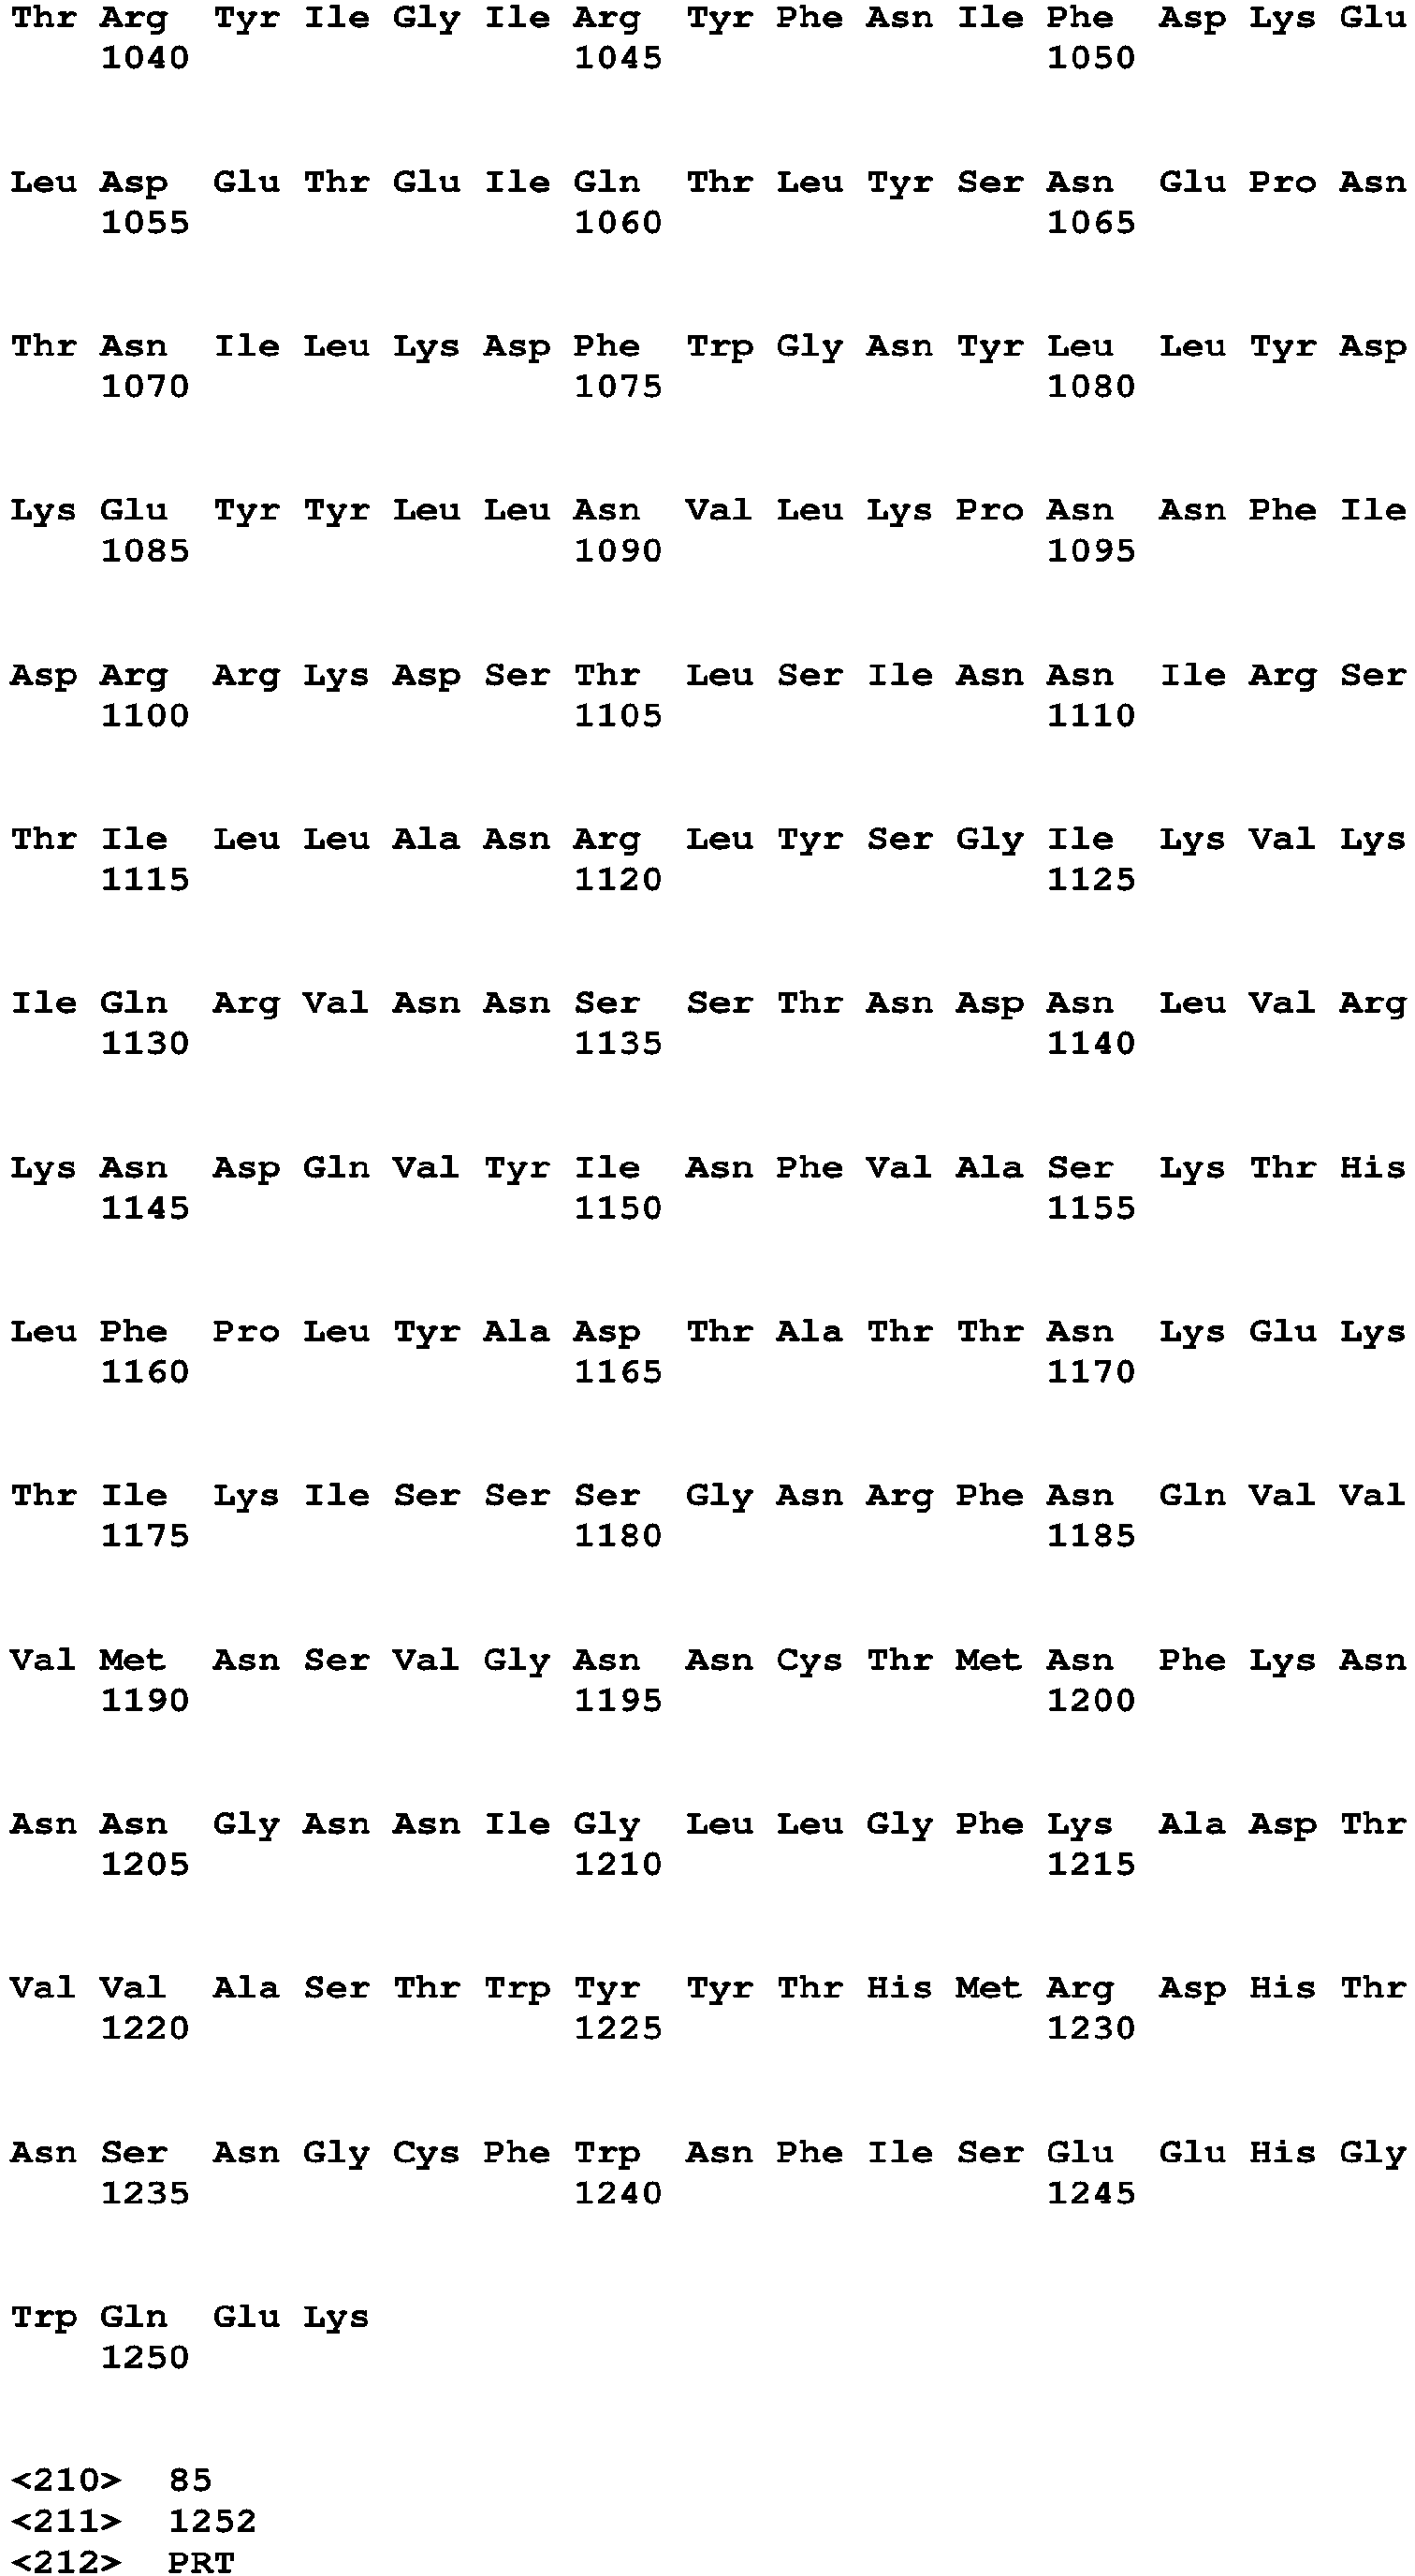 Thr Arg Tyr Ile Gly Ile Arg Tyr Phe Asn Ile Phe Asp Lys Glu
1040 1045 1050
Leu Asp Glu Thr Glu Ile Gln Thr Leu Tyr Ser Asn Glu Pro Asn
1055 1060 1065
Thr Asn Ile Leu Lys Asp Phe Trp Gly Asn Tyr Leu Leu Tyr Asp
1070 1075 1080
Lys Glu Tyr Tyr Leu Leu Asn Val Leu Lys Pro Asn Asn Phe Ile
1085 1090 1095
Asp Arg Arg Lys Asp Ser Thr Leu Ser Ile Asn Asn Ile Arg Ser
1100 1105 1110
Thr Ile Leu Leu Ala Asn Arg Leu Tyr Ser Gly Ile Lys Val Lys
1115 1120 1125
Ile Gln Arg Val Asn Asn Ser Ser Thr Asn Asp Asn Leu Val Arg
1130 1135 1140
Lys Asn Asp Gln Val Tyr Ile Asn Phe Val Ala Ser Lys Thr His
1145 1150 1155
Leu Phe Pro Leu Tyr Ala Asp Thr Ala Thr Thr Asn Lys Glu Lys
1160 1165 1170
Thr Ile Lys Ile Ser Ser Ser Gly Asn Arg Phe Asn Gln Val Val
1175 1180 1185
Val Met Asn Ser Val Gly Asn Asn Cys Thr Met Asn Phe Lys Asn
1190 1195 1200
Asn Asn Gly Asn Asn Ile Gly Leu Leu Gly Phe Lys Ala Asp Thr
1205 1210 1215
Val Val Ala Ser Thr Trp Tyr Tyr Thr His Met Arg Asp His Thr
1220 1225 1230
Asn Ser Asn Gly Cys Phe Trp Asn Phe Ile Ser Glu Glu His Gly
1235 1240 1245
Trp Gln Glu Lys
1250
<210> 85
<211> 1252
<212> PRT